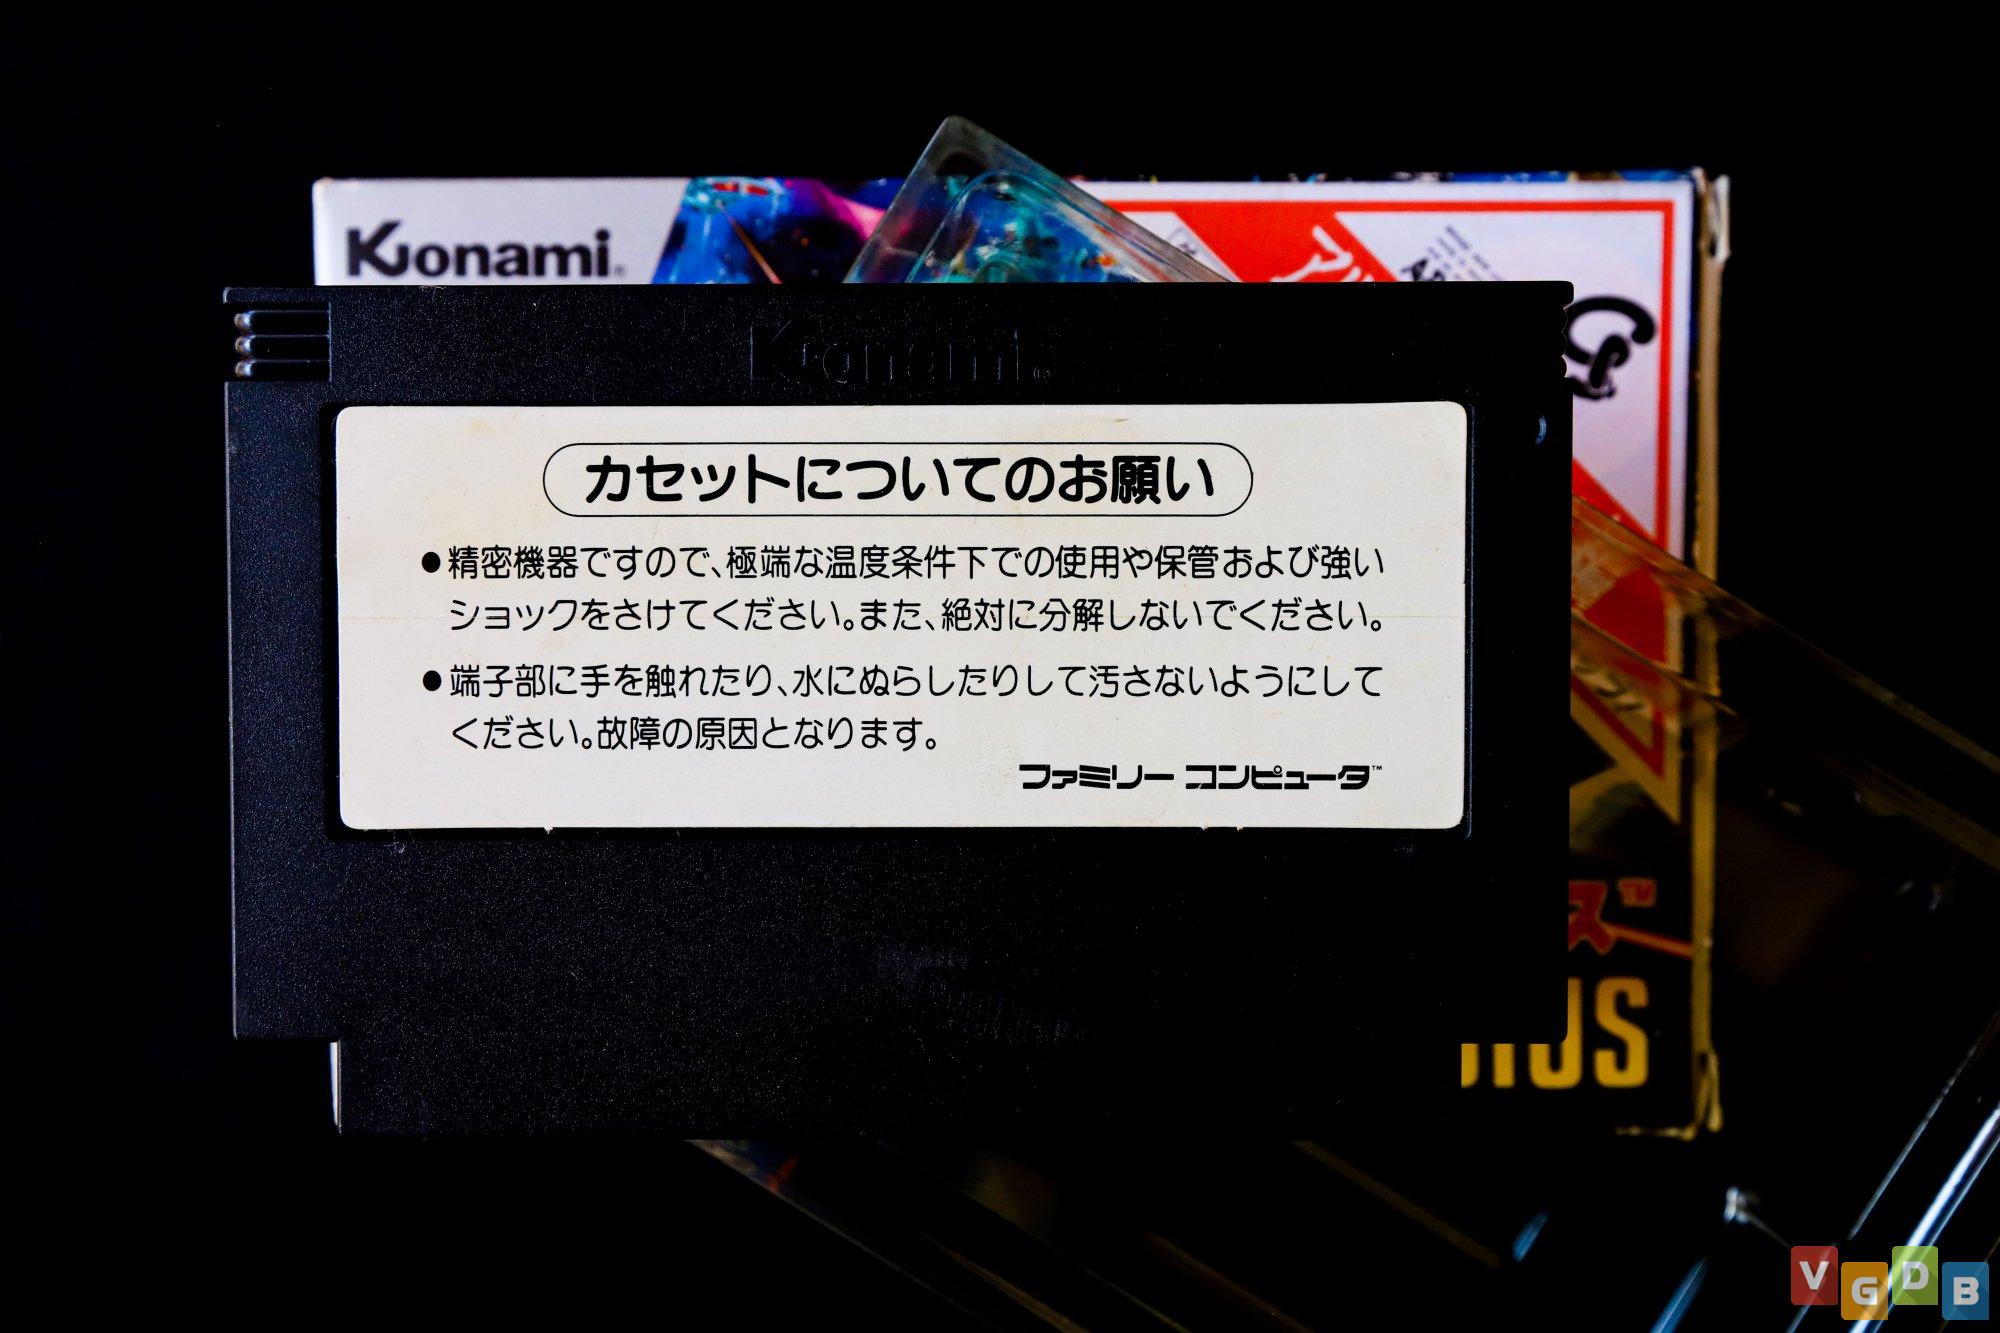 Konami
Konami
カセットについてのお願い
●精密機器ですので、極端な温度条件下での使用や保管および強い
ショックをさけてください。また、絶対に分解しないでください。
●端子部に手を触れたり、水にぬらしたりして汚さないようにして
ください。故障の原因となります。
ファミリー コンピュータ™
ス™
IUS
VGDB